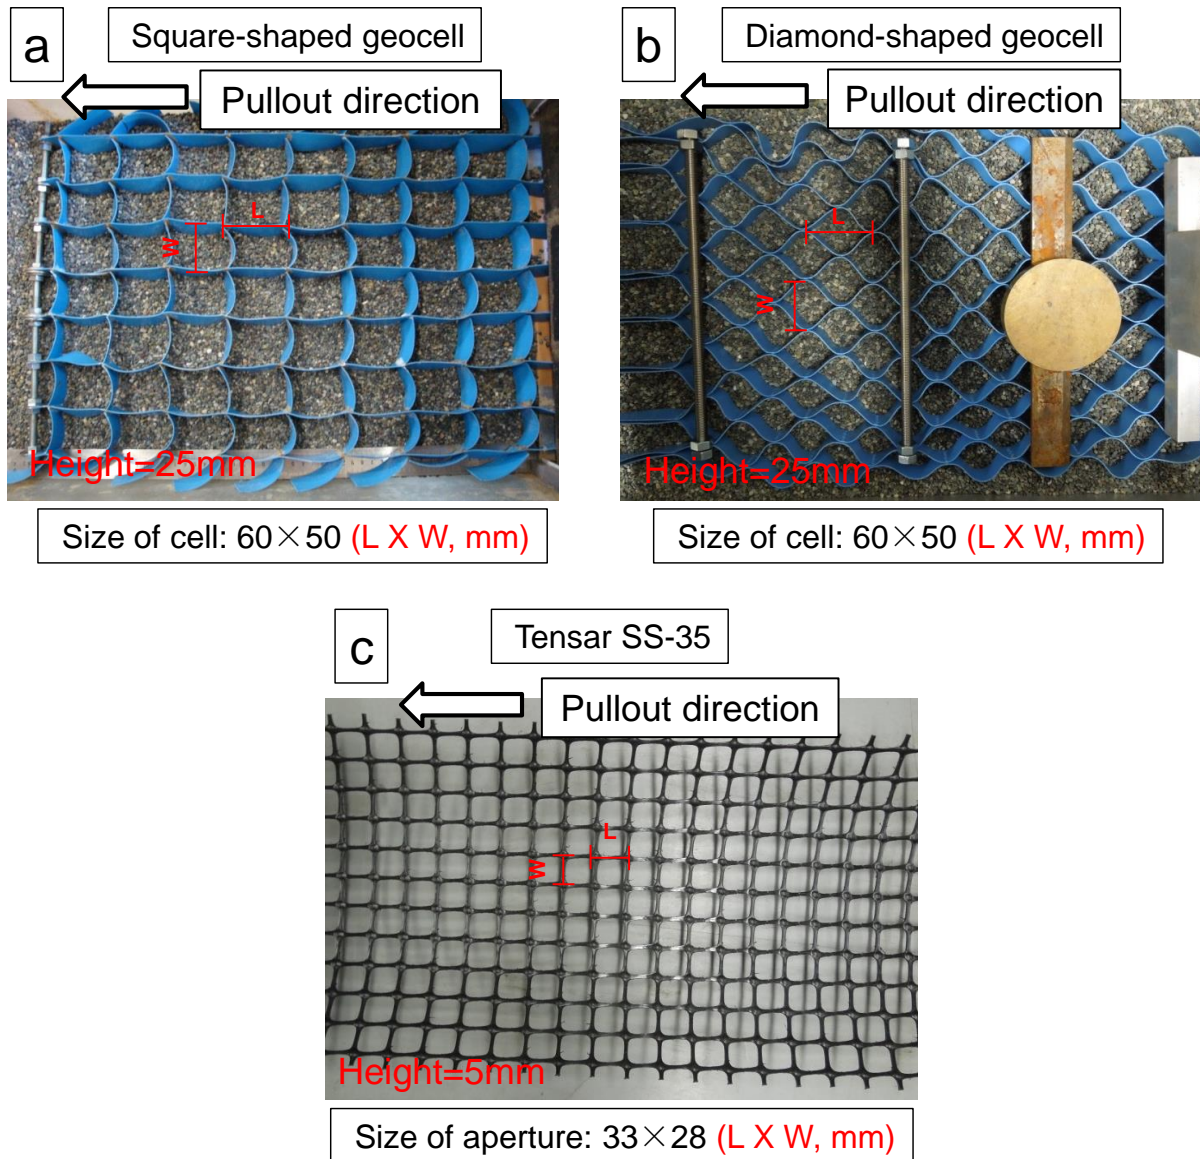 a
Square-shaped geocell
Pullout direction
L
W
Height=25mm
Size of cell: 60×50 (L X W, mm)
b
Diamond-shaped geocell
Pullout direction
L
W
Height=25mm
Size of cell: 60×50 (L X W, mm)
c
Tensar SS-35
Pullout direction
L
W
Height=5mm
Size of aperture: 33×28 (L X W, mm)